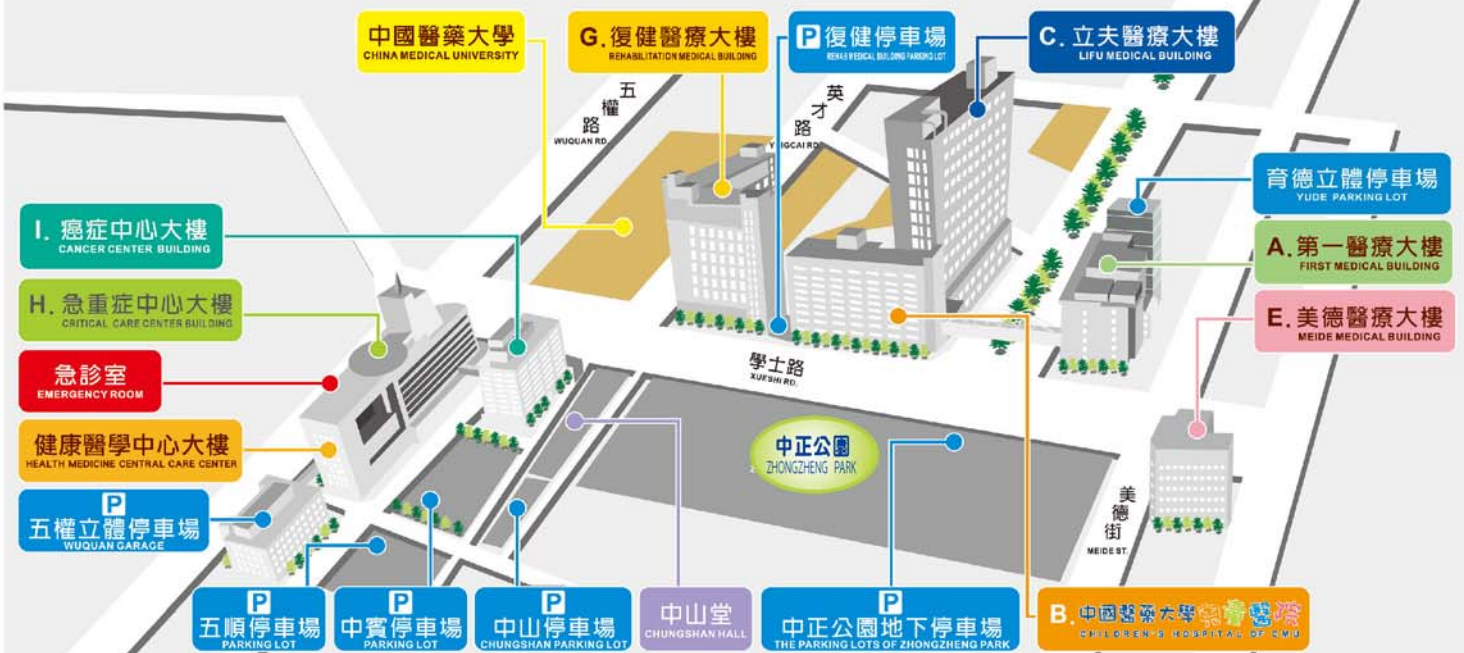 中國醫藥大學
CHINA MEDICAL UNIVERSITY
G. 復健醫療大樓
REHABILITATION MEDICAL BUILDING
P 復健停車場
REHAB MEDICAL BUILDING PARKING LOT
C. 立夫醫療大樓
LIFU MEDICAL BUILDING
五權路
WUQUAN RD.
英才路
YINGCAI RD.
育德立體停車場
YUDE PARKING LOT
I. 癌症中心大樓
CANCER CENTER BUILDING
A. 第一醫療大樓
FIRST MEDICAL BUILDING
H. 急重症中心大樓
CRITICAL CARE CENTER BUILDING
E. 美德醫療大樓
MEIDE MEDICAL BUILDING
急診室
EMERGENCY ROOM
學士路
XUESHI RD.
健康醫學中心大樓
HEALTH MEDICINE CENTRAL CARE CENTER
中正公園
ZHONGZHENG PARK
P
五權立體停車場
WUQUAN GARAGE
美德街
MEIDE ST.
P
五順停車場
PARKING LOT
P
中賓停車場
PARKING LOT
P
中山停車場
CHUNGSHAN PARKING LOT
中山堂
CHUNGSHAN HALL
P
中正公園地下停車場
THE PARKING LOTS OF ZHONGZHENG PARK
B. 中國醫藥大學兒童醫院
CHILDREN'S HOSPITAL OF CMU